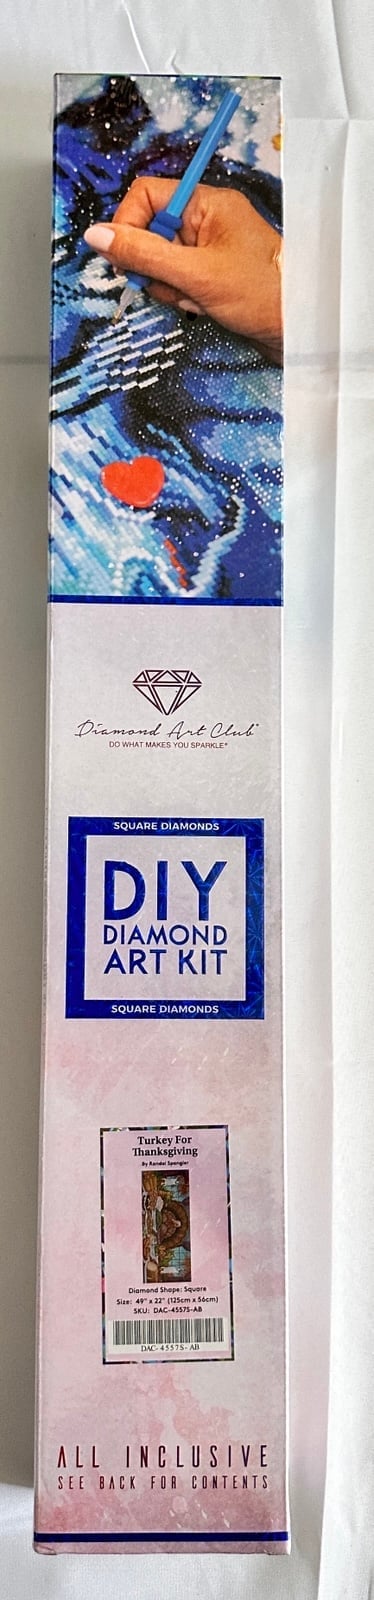 Diamond Art Club®
DO WHAT MAKES YOU SPARKLE®
SQUARE DIAMONDS
DIY
DIAMOND
ART KIT
SQUARE DIAMONDS
Turkey For
Thanksgiving
By Randal Spangler
Diamond Shape: Square
Size: 49" x 22" (125cm x 56cm)
SKU: DAC-4557S-AB
DAC-4557S-AB
ALL INCLUSIVE
SEE BACK FOR CONTENTS